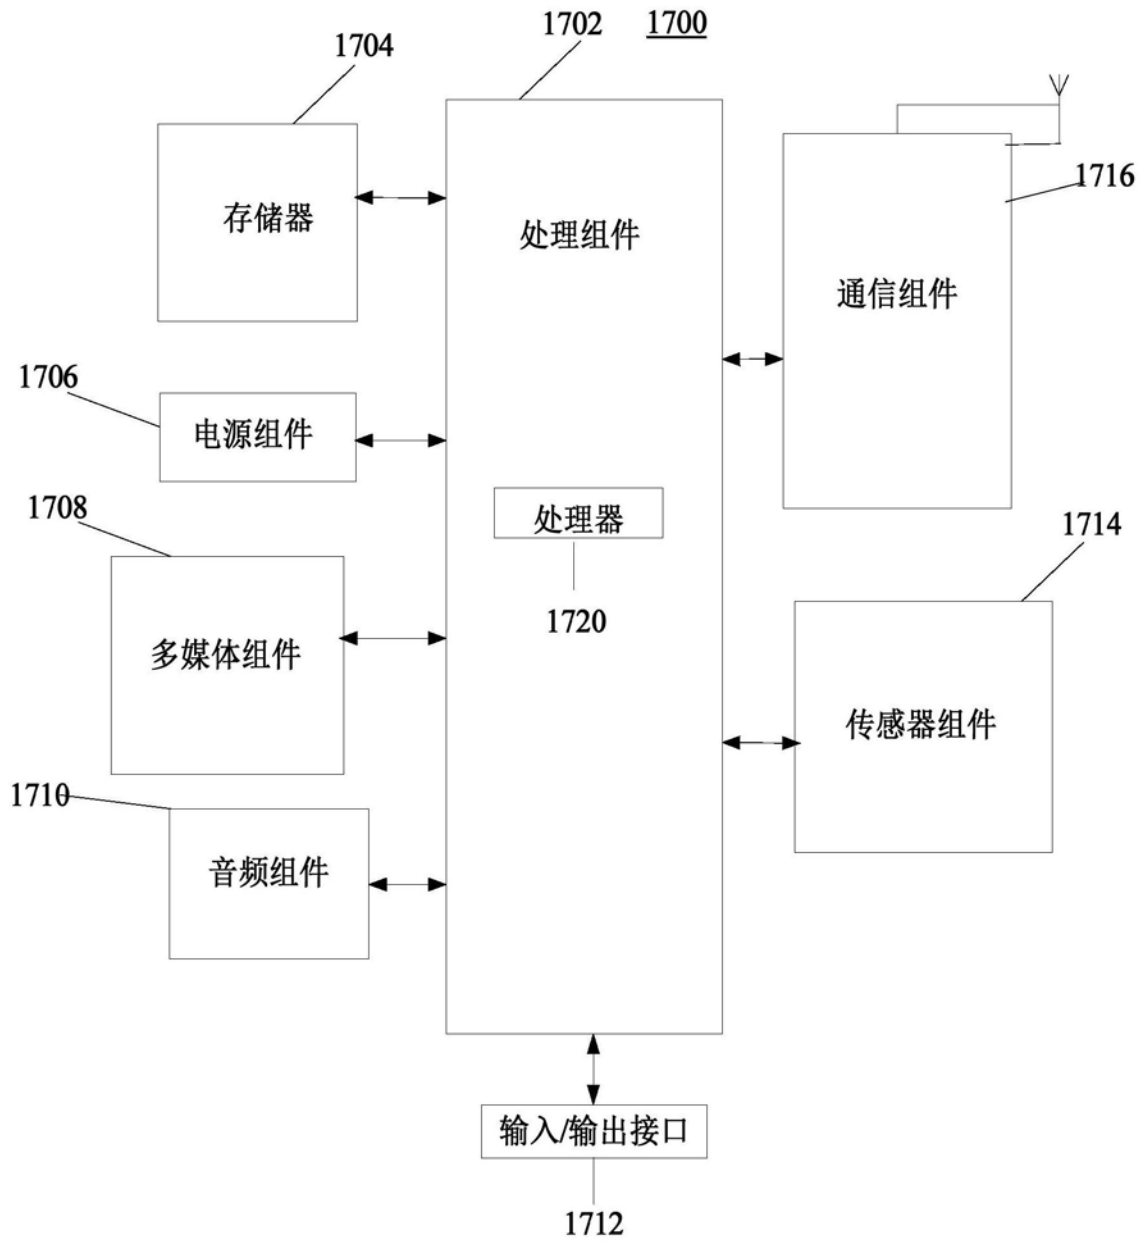 1702
1700
1704
存储器
处理组件
1716
通信组件
1706
电源组件
1708
处理器
1714
1720
多媒体组件
传感器组件
1710
音频组件
输入/输出接口
1712